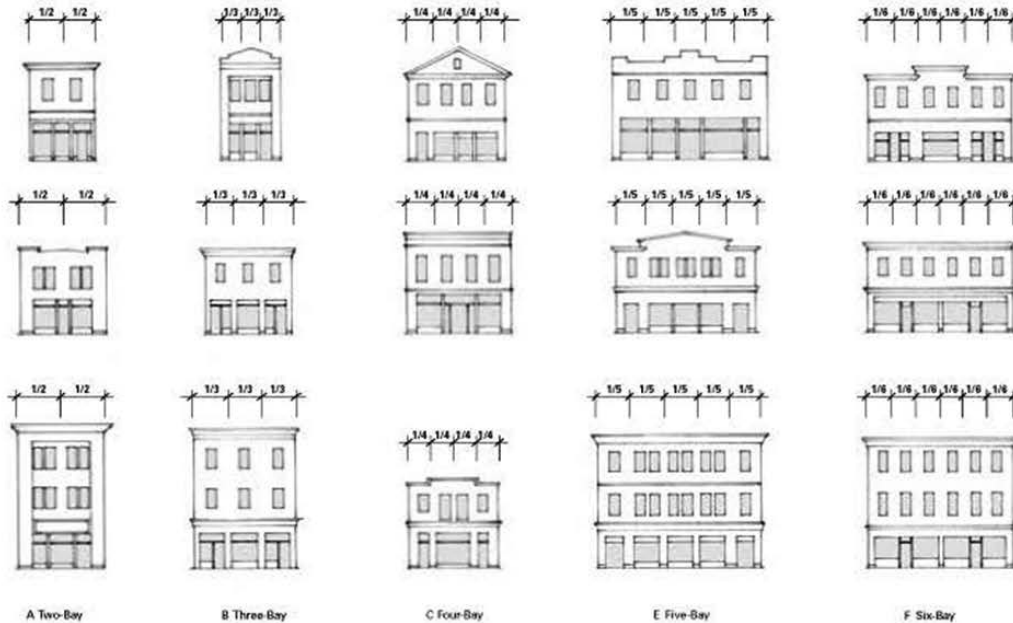 1/2 1/2 1/3 1/3 1/3 1/4 1/4 1/4 1/4 1/5 1/5 1/5 1/5 1/5 1/6 1/6 1/6 1/6 1/6 1/6
1/2 1/2 1/3 1/3 1/3 1/4 1/4 1/4 1/4 1/5 1/5 1/5 1/5 1/5 1/6 1/6 1/6 1/6 1/6 1/6
1/2 1/2 1/3 1/3 1/3 1/5 1/5 1/5 1/5 1/5 1/6 1/6 1/6 1/6 1/6 1/6
1/4 1/4 1/4 1/4
A Two-Bay B Three-Bay C Four-Bay E Five-Bay F Six-Bay